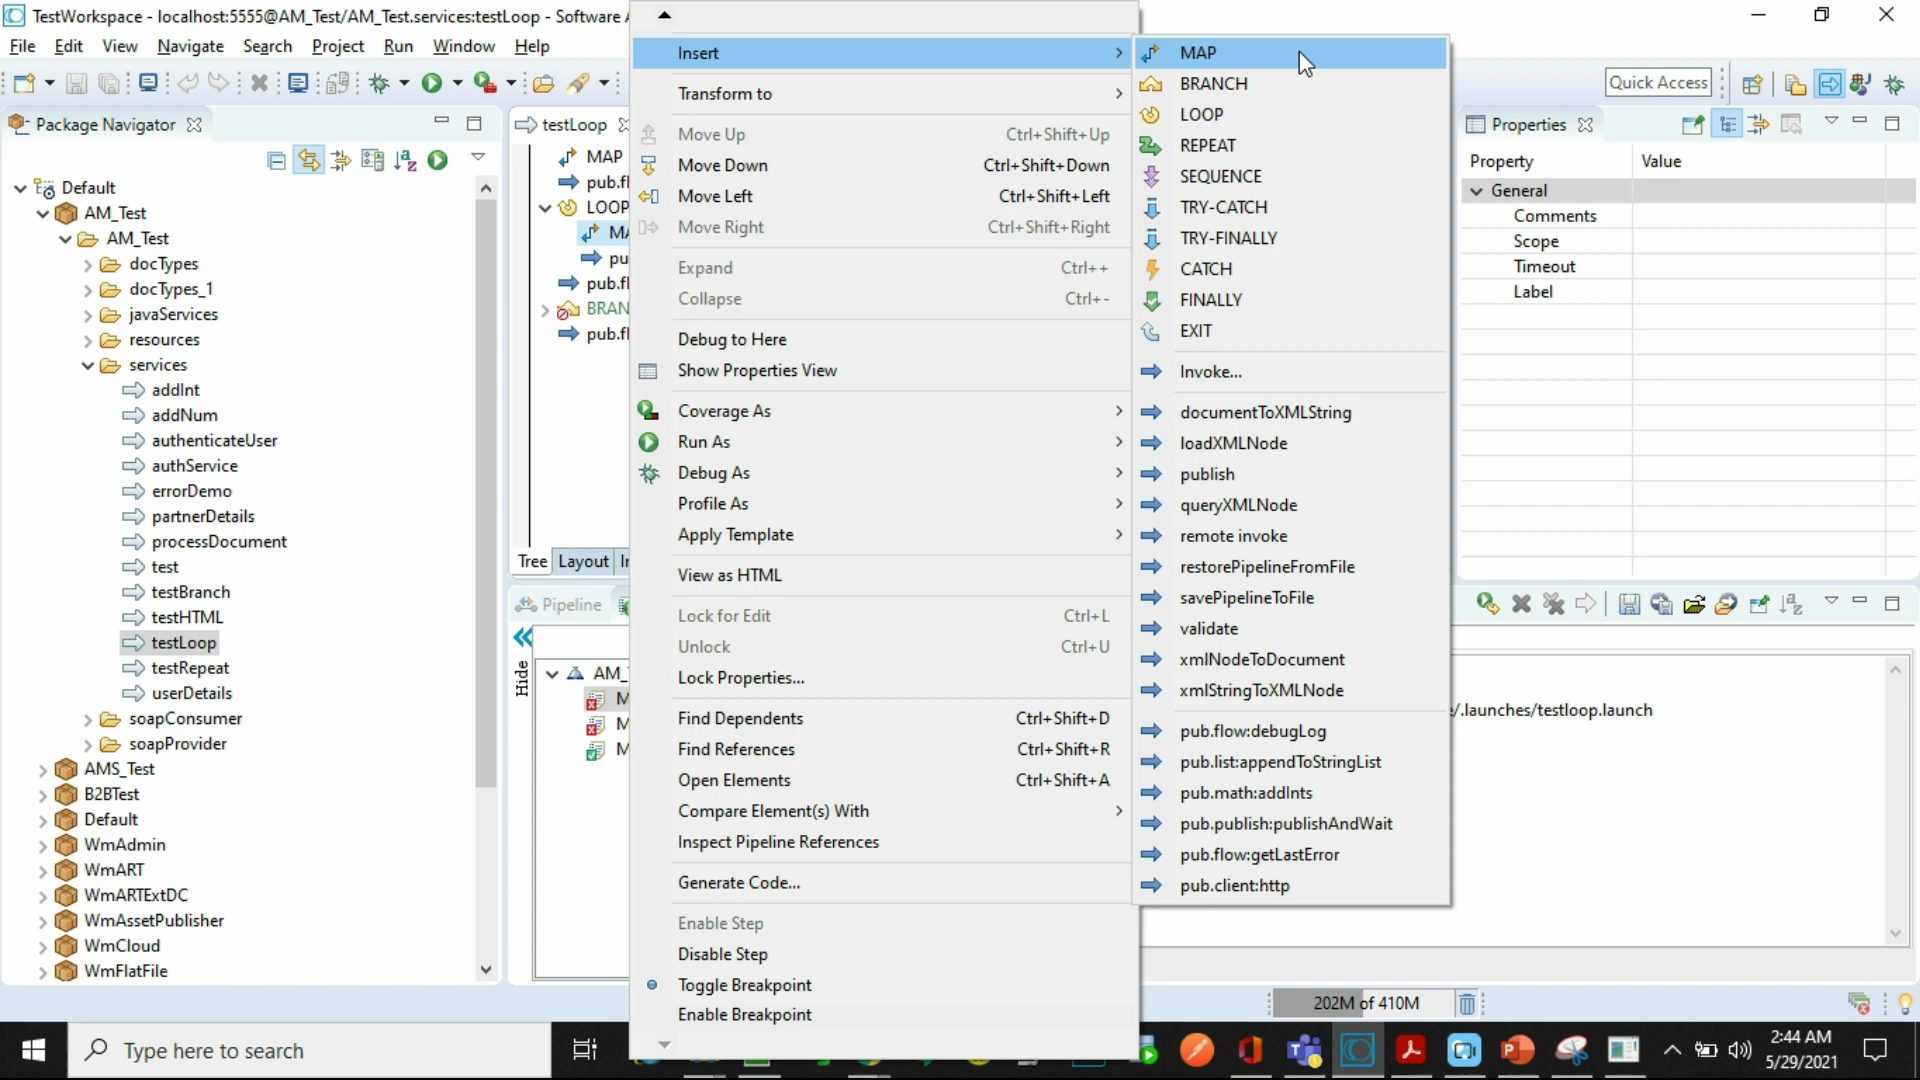 TestWorkspace - localhost:5555@AM_Test/AM_Test.services:testLoop - Software
File Edit View Navigate Search Project Run Window Help
Quick Access
Package Navigator
Default
AM_Test
AM_Test
docTypes
docTypes_1
javaServices
resources
services
addInt
addNum
authenticateUser
authService
errorDemo
partnerDetails
processDocument
test
testBranch
testHTML
testLoop
testRepeat
userDetails
soapConsumer
soapProvider
AMS_Test
B2BTest
Default
WmAdmin
WmART
WmARTExtDC
WmAssetPublisher
WmCloud
WmFlatFile
testLoop
MAP
LOOP
Tree Layout
Pipeline
Hide
Insert
Transform to
Move Up Ctrl+Shift+Up
Move Down Ctrl+Shift+Down
Move Left Ctrl+Shift+Left
Move Right Ctrl+Shift+Right
Expand Ctrl++
Collapse Ctrl+-
Debug to Here
Show Properties View
Coverage As
Run As
Debug As
Profile As
Apply Template
View as HTML
Lock for Edit Ctrl+L
Unlock Ctrl+U
Lock Properties...
Find Dependents Ctrl+Shift+D
Find References Ctrl+Shift+R
Open Elements Ctrl+Shift+A
Compare Element(s) With
Inspect Pipeline References
Generate Code...
Enable Step
Disable Step
Toggle Breakpoint
Enable Breakpoint
MAP
BRANCH
LOOP
REPEAT
SEQUENCE
TRY-CATCH
TRY-FINALLY
CATCH
FINALLY
EXIT
Invoke...
documentToXMLString
loadXMLNode
publish
queryXMLNode
remote invoke
restorePipelineFromFile
savePipelineToFile
validate
xmlNodeToDocument
xmlStringToXMLNode
pub.flow:debugLog
pub.list:appendToStringList
pub.math:addInts
pub.publish:publishAndWait
pub.flow:getLastError
pub.client:http
Properties
Property Value
General
Comments
Scope
Timeout
Label
/.launches/testloop.launch
202M of 410M
Type here to search
2:44 AM
5/29/2021